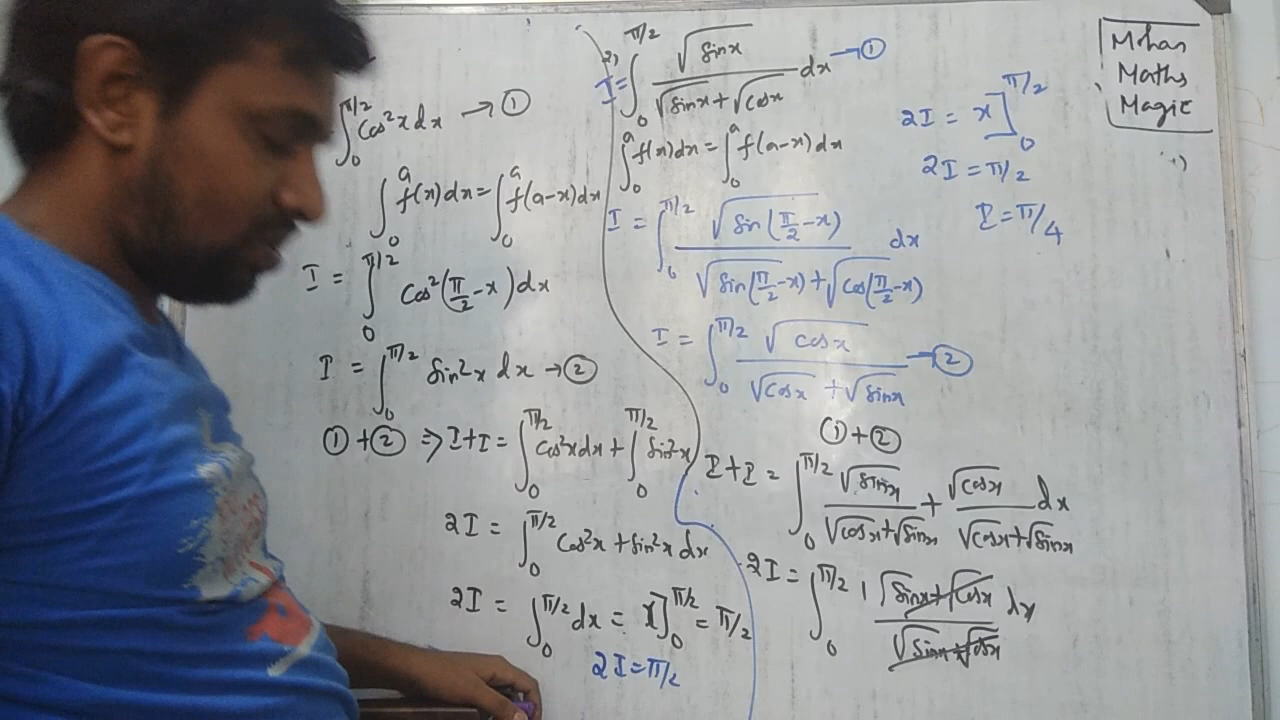 ∫₀^π/2 cos²x dx → ①
∫₀^a f(x) dx = ∫₀^a f(a-x) dx
I = ∫₀^π/2 cos²(π/2 - x) dx
I = ∫₀^π/2 sin²x dx → ②
① + ② ⇒ I+I = ∫₀^π/2 cos²x dx + ∫₀^π/2 sin²x
2I = ∫₀^π/2 cos²x + sin²x dx
2I = ∫₀^π/2 dx = x]₀^π/2 = π/2
2I = π/2
2) I = ∫₀^π/2 √sinx / (√sinx + √cosx) dx → ①
∫₀^a f(x) dx = ∫₀^a f(a-x) dx
I = ∫₀^π/2 √sin(π/2 - x) / (√sin(π/2 - x) + √cos(π/2 - x)) dx
I = ∫₀^π/2 √cosx / (√cosx + √sinx) → ②
① + ②
I+I = ∫₀^π/2 √sinx / (√cosx + √sinx) + √cosx / (√cosx + √sinx) dx
2I = ∫₀^π/2 1 (√sinx + √cosx) / (√sinx + √cosx) dx
2I = x]₀^π/2
2I = π/2
I = π/4
Mohan
Maths
Magic